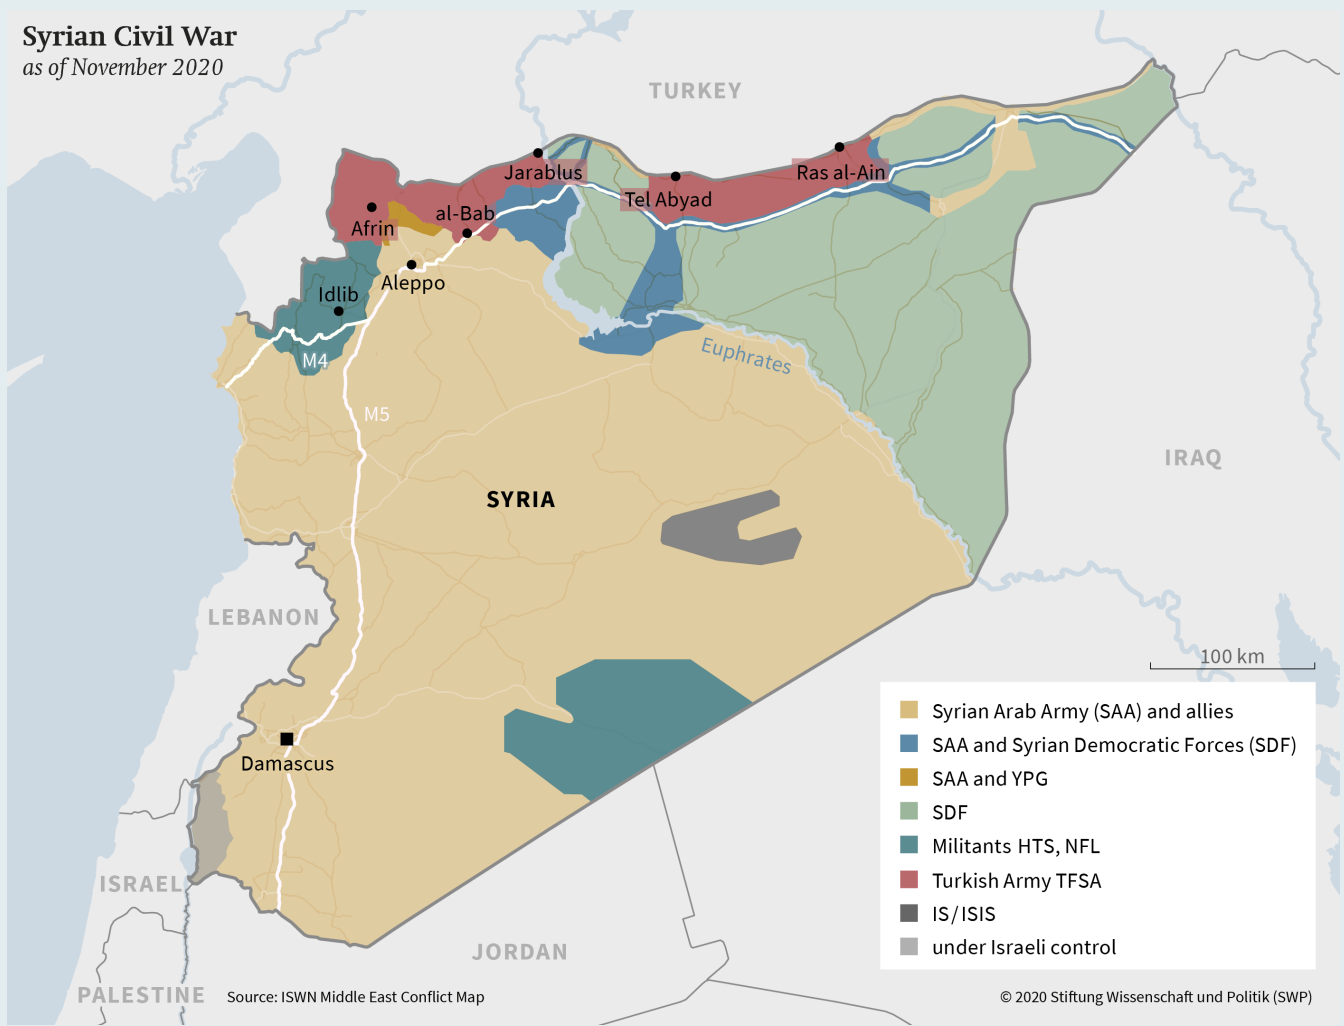 Syrian Civil War
as of November 2020
TURKEY
Jarablus
Ras al-Ain
Tel Abyad
al-Bab
Afrin
Aleppo
Idlib
M4
Euphrates
M5
IRAQ
SYRIA
LEBANON
100 km
Damascus
Syrian Arab Army (SAA) and allies
SAA and Syrian Democratic Forces (SDF)
SAA and YPG
SDF
Militants HTS, NFL
Turkish Army TFSA
IS/ISIS
under Israeli control
ISRAEL
JORDAN
PALESTINE
Source: ISWN Middle East Conflict Map
© 2020 Stiftung Wissenschaft und Politik (SWP)